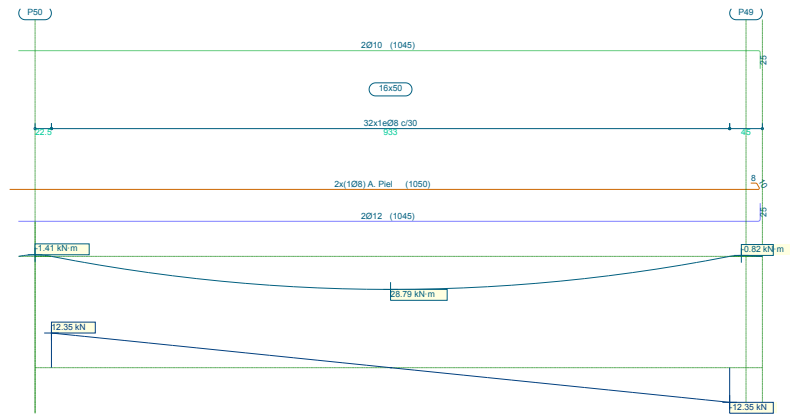 P50
P49
2Ø10 (1045)
25
16x50
32x1eØ8 c/30
22.5
933
45
2x(1Ø8) A. Piel (1050)
8
10
2Ø12 (1045)
25
-1.41 kN·m
-0.82 kN·m
28.79 kN·m
12.35 kN
-12.35 kN